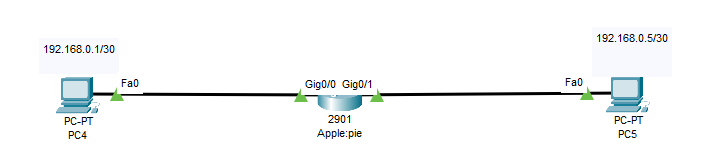 192.168.0.1/30
192.168.0.5/30
Fa0
Gig0/0
Gig0/1
Fa0
PC-PT
PC4
2901
Apple:pie
PC-PT
PC5